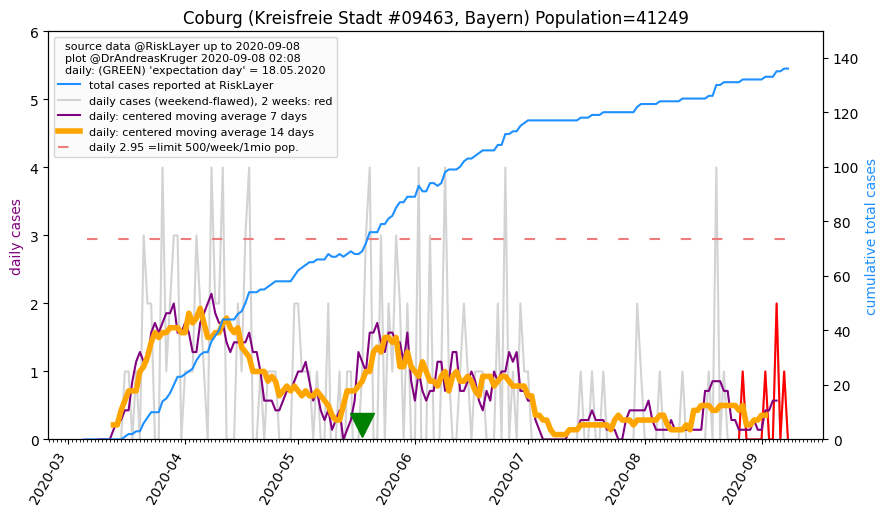 Coburg (Kreisfreie Stadt #09463, Bayern) Population=41249
source data @RiskLayer up to 2020-09-08
plot @DrAndreasKruger 2020-09-08 02:08
daily: (GREEN) 'expectation day' = 18.05.2020
total cases reported at RiskLayer
daily cases (weekend-flawed), 2 weeks: red
daily: centered moving average 7 days
daily: centered moving average 14 days
daily 2.95 =limit 500/week/1mio pop.
daily cases
6
5
4
3
2
1
0
140
120
100
80
60
40
20
0
cumulative total cases
2020-03
2020-04
2020-05
2020-06
2020-07
2020-08
2020-09